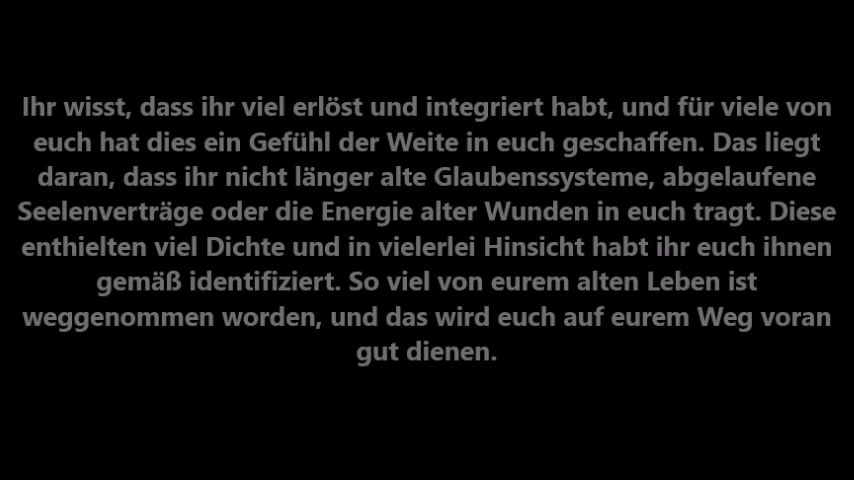 Ihr wisst, dass ihr viel erlöst und integriert habt, und für viele von
euch hat dies ein Gefühl der Weite in euch geschaffen. Das liegt
daran, dass ihr nicht länger alte Glaubenssysteme, abgelaufene
Seelenverträge oder die Energie alter Wunden in euch tragt. Diese
enthielten viel Dichte und in vielerlei Hinsicht habt ihr euch ihnen
gemäß identifiziert. So viel von eurem alten Leben ist
weggenommen worden, und das wird euch auf eurem Weg voran
gut dienen.